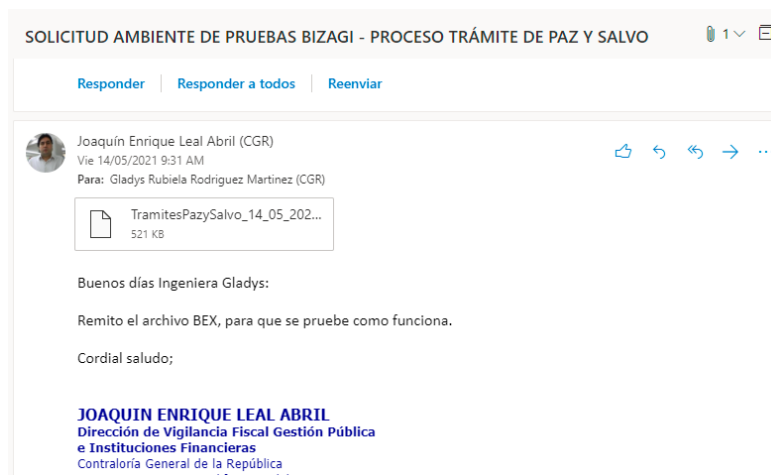 SOLICITUD AMBIENTE DE PRUEBAS BIZAGI - PROCESO TRÁMITE DE PAZ Y SALVO
1
Responder
Responder a todos
Reenviar
Joaquín Enrique Leal Abril (CGR)
Vie 14/05/2021 9:31 AM
Para: Gladys Rubiela Rodriguez Martinez (CGR)
TramitesPazySalvo_14_05_202...
521 KB
Buenos días Ingeniera Gladys:
Remito el archivo BEX, para que se pruebe como funciona.
Cordial saludo;
JOAQUIN ENRIQUE LEAL ABRIL
Dirección de Vigilancia Fiscal Gestión Pública
e Instituciones Financieras
Contraloría General de la República